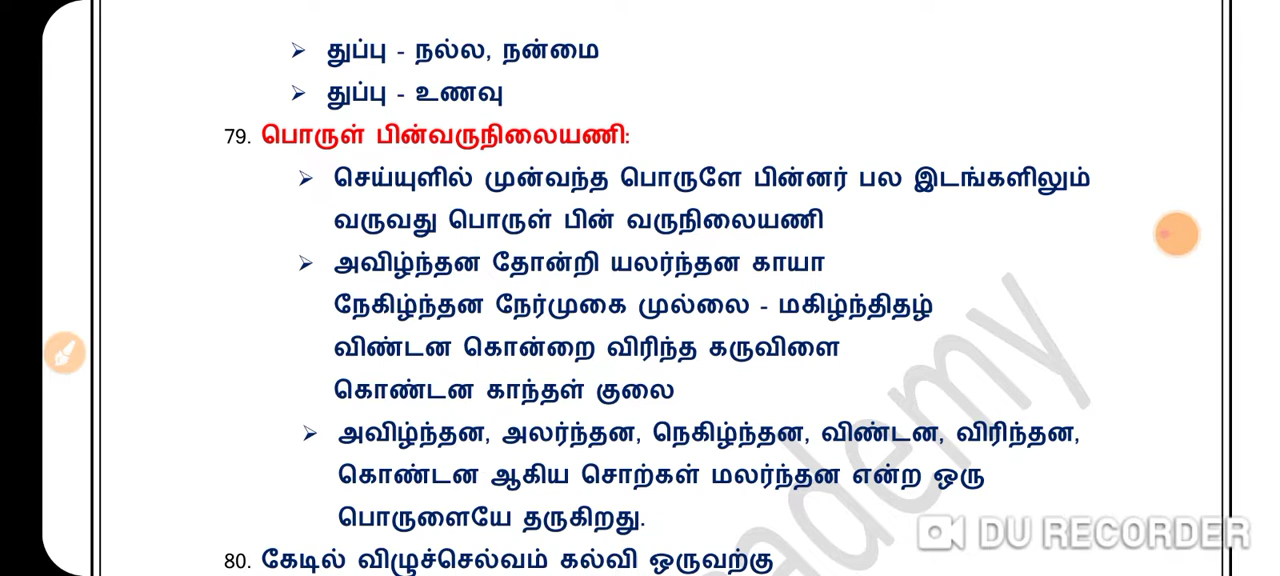 ➢ துப்பு - நல்ல, நன்மை
➢ துப்பு - உணவு
79. பொருள் பின்வருநிலையணி:
➢ செய்யுளில் முன்வந்த பொருளே பின்னர் பல இடங்களிலும்
வருவது பொருள் பின் வருநிலையணி
➢ அவிழ்ந்தன தோன்றி யலர்ந்தன காயா
நேகிழ்ந்தன நேர்முகை முல்லை - மகிழ்ந்திதழ்
விண்டன கொன்றை விரிந்த கருவிளை
கொண்டன காந்தள் குலை
➢ அவிழ்ந்தன, அலர்ந்தன, நெகிழ்ந்தன, விண்டன, விரிந்தன,
கொண்டன ஆகிய சொற்கள் மலர்ந்தன என்ற ஒரு
பொருளையே தருகிறது.
DU RECORDER
80. கேடில் விழுச்செல்வம் கல்வி ஒருவற்கு